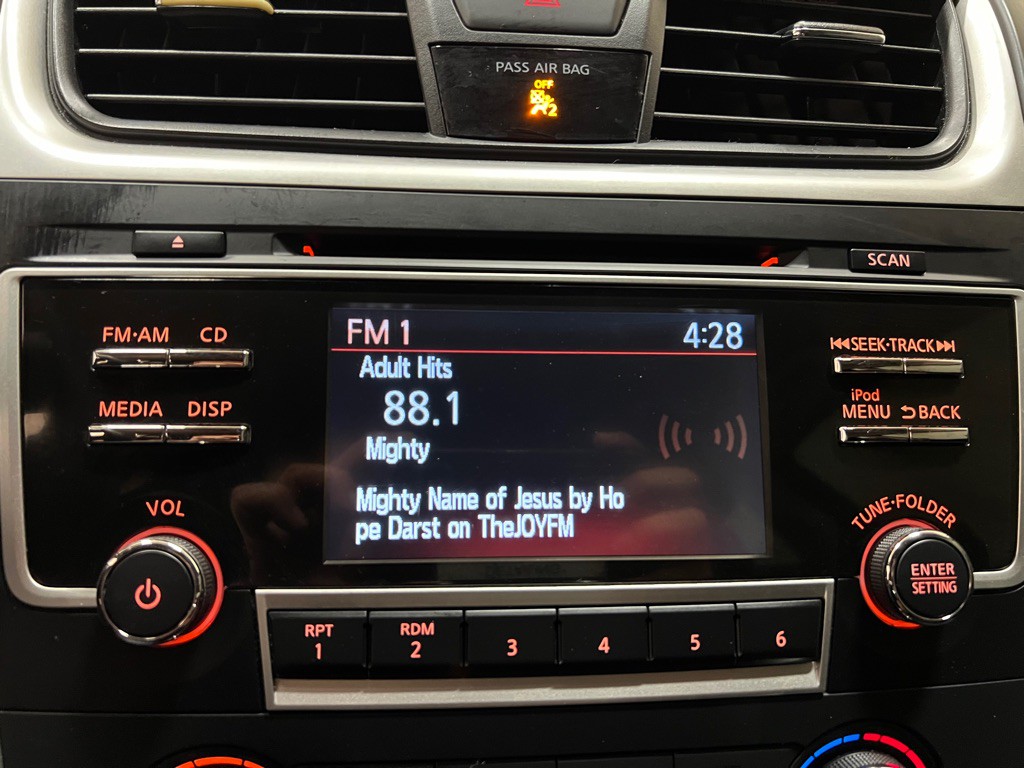 PASS AIR BAG
OFF
2
SCAN
FM·AM CD
FM 1 4:28
SEEK·TRACK
Adult Hits
88.1
iPod
MEDIA DISP
MENU BACK
Mighty
Mighty Name of Jesus by Ho
pe Darst on TheJOYFM
VOL
TUNE·FOLDER
ENTER
SETTING
RPT RDM
1 2 3 4 5 6